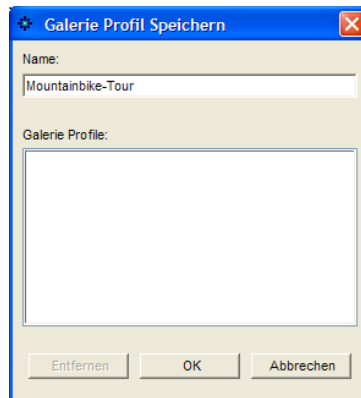 Galerie Profil Speichern
Name:
Mountainbike-Tour
Galerie Profile:
Entfernen OK Abbrechen